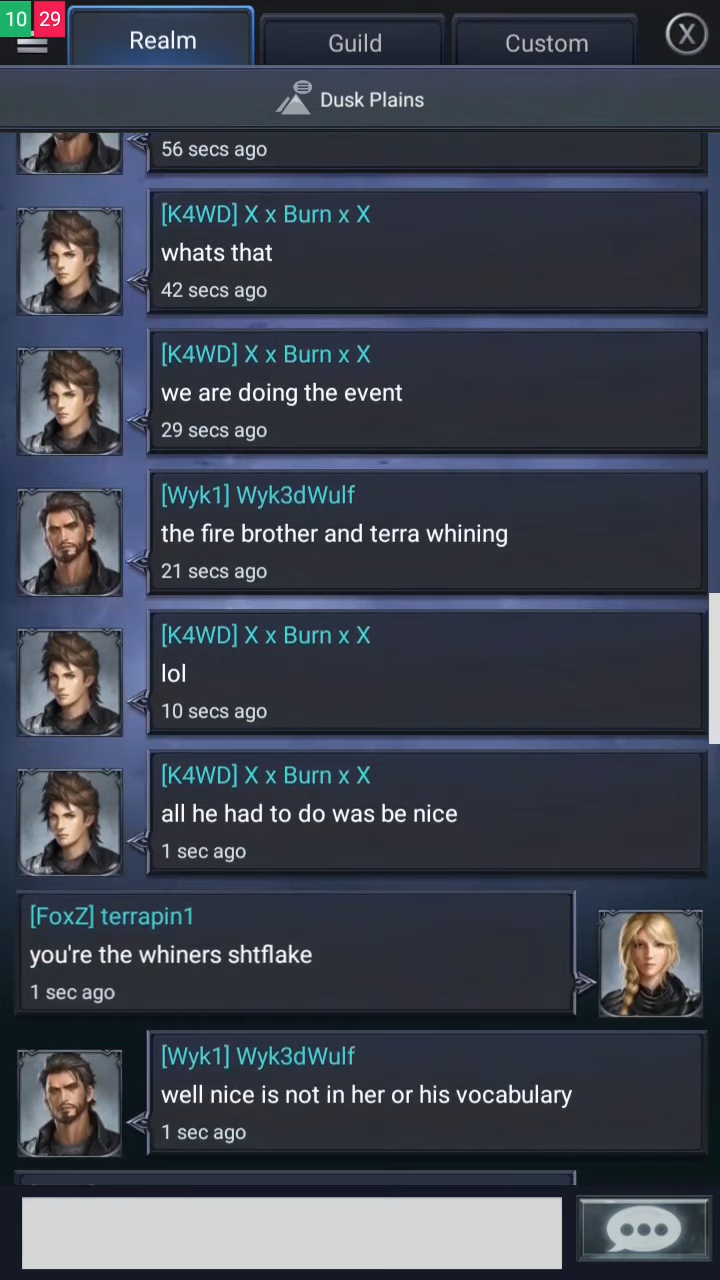 10 29
Realm
Guild
Custom
X
Dusk Plains
56 secs ago
[K4WD] X x Burn x X
whats that
42 secs ago
[K4WD] X x Burn x X
we are doing the event
29 secs ago
[Wyk1] Wyk3dWulf
the fire brother and terra whining
21 secs ago
[K4WD] X x Burn x X
lol
10 secs ago
[K4WD] X x Burn x X
all he had to do was be nice
1 sec ago
[FoxZ] terrapin1
you're the whiners shtflake
1 sec ago
[Wyk1] Wyk3dWulf
well nice is not in her or his vocabulary
1 sec ago